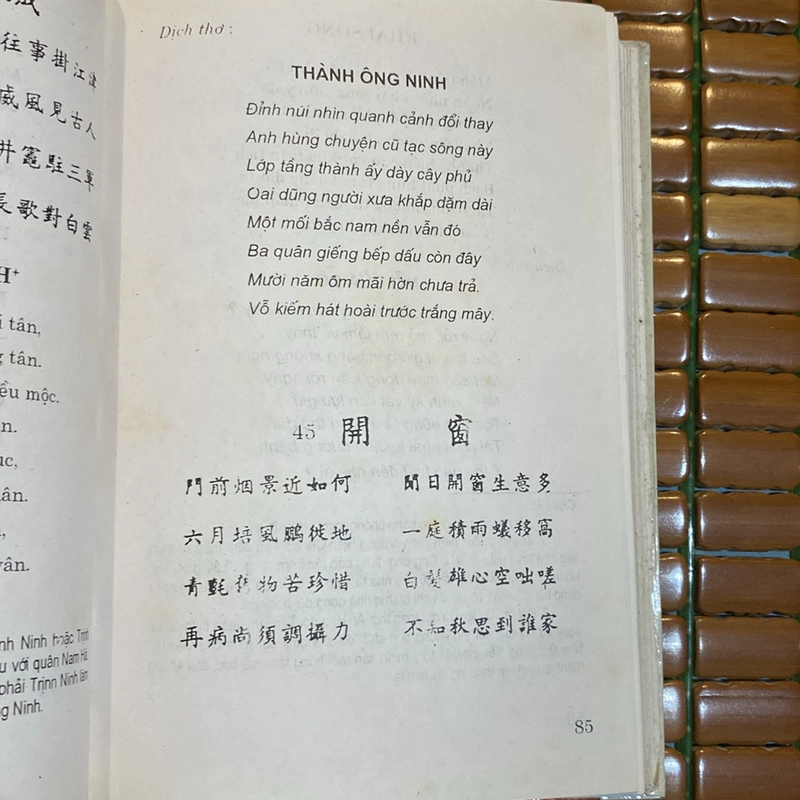 往事掛江津
威風見古人
井竈駐三軍
長歌對白雲
H⁺
í tân,
g tân.
ều mộc.
n.
ục,
ân.
n,
vân.
nh Ninh hoặc Trịnh
u với quân Nam Hà
phải Trịnn Ninh làm
ng Ninh.
Dịch thơ :
THÀNH ÔNG NINH
Đỉnh núi nhìn quanh cảnh đổi thay
Anh hùng chuyện cũ tạc sông này
Lớp tầng thành ấy dày cây phủ
Oai dũng người xưa khắp dặm dài
Một mối bắc nam nền vẫn đó
Ba quân giếng bếp dấu còn đây
Mười năm ôm mãi hờn chưa trả.
Vỗ kiếm hát hoài trước trắng mây.
45 開 窗
門前烟景近如何 閒日開窗生意多
六月培風鵬徙地 一庭積雨蟻移窩
青氈舊物苦珍惜 白髮雄心空咄嗟
再病尚須調攝力 不知秋思到誰家
85